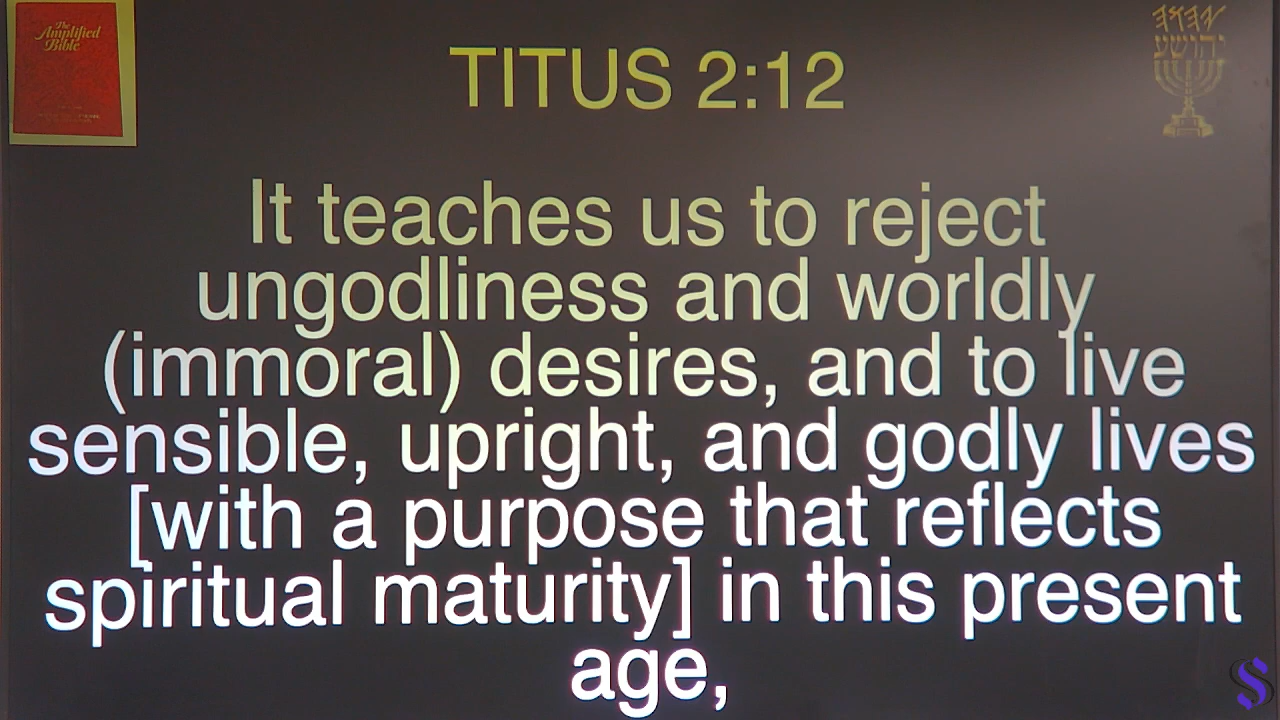 The
Amplified
Bible
TITUS 2:12
יהושע
It teaches us to reject
ungodliness and worldly
(immoral) desires, and to live
sensible, upright, and godly lives
[with a purpose that reflects
spiritual maturity] in this present
age,
S